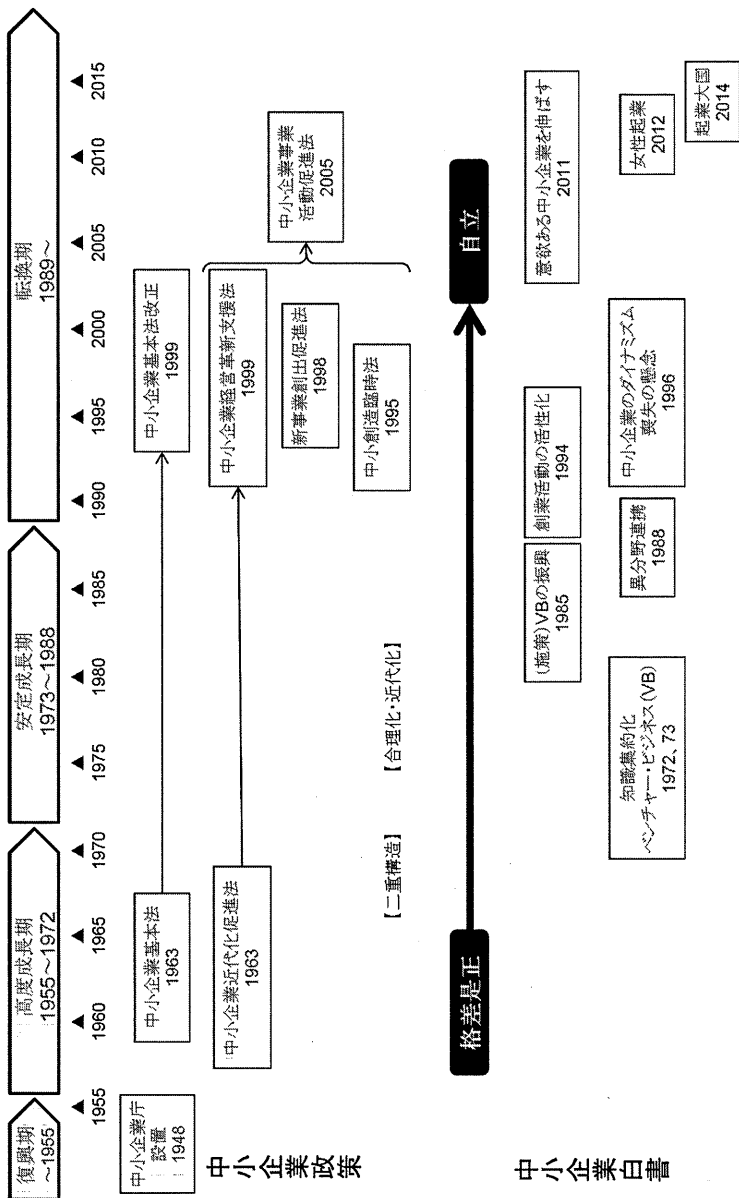 復興期
～1955
高度成長期
1955～1972
安定成長期
1973～1988
転換期
1989～
1955
1960
1965
1970
1975
1980
1985
1990
1995
2000
2005
2010
2015
中小企業政策
中小企業庁
設置
1948
中小企業基本法
1963
中小企業基本法改正
1999
中小企業近代化促進法
1963
中小企業経営革新支援法
1999
新事業創出促進法
1998
中小創造臨時法
1995
中小企業事業
活動促進法
2005
【二重構造】
【合理化・近代化】
格差是正
自立
中小企業白書
(施策)VBの振興
1985
創業活動の活性化
1994
意欲ある中小企業を伸ばす
2011
知識集約化
ベンチャー・ビジネス(VB)
1972、73
異分野連携
1988
中小企業のダイナミズム
喪失の懸念
1996
女性起業
2012
起業大国
2014